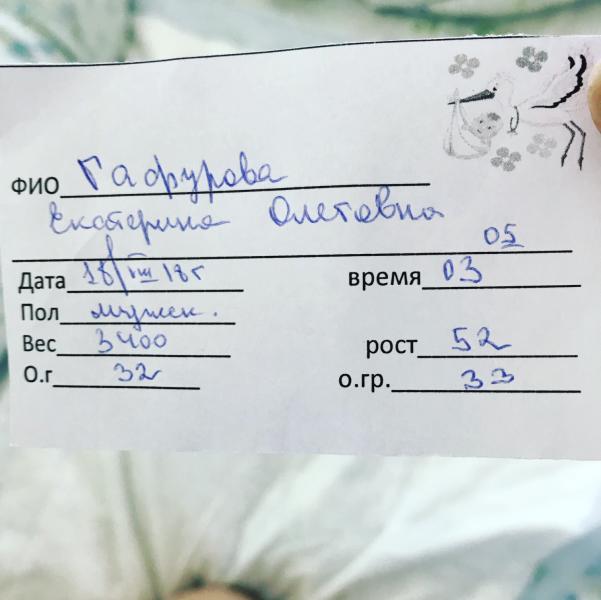 ФИО Гафурова
Екатерина Олеговна
Дата 18/VIII 18г время 03 05
Пол мужск.
Вес 3400 рост 52
О.г 32 о.гр. 33